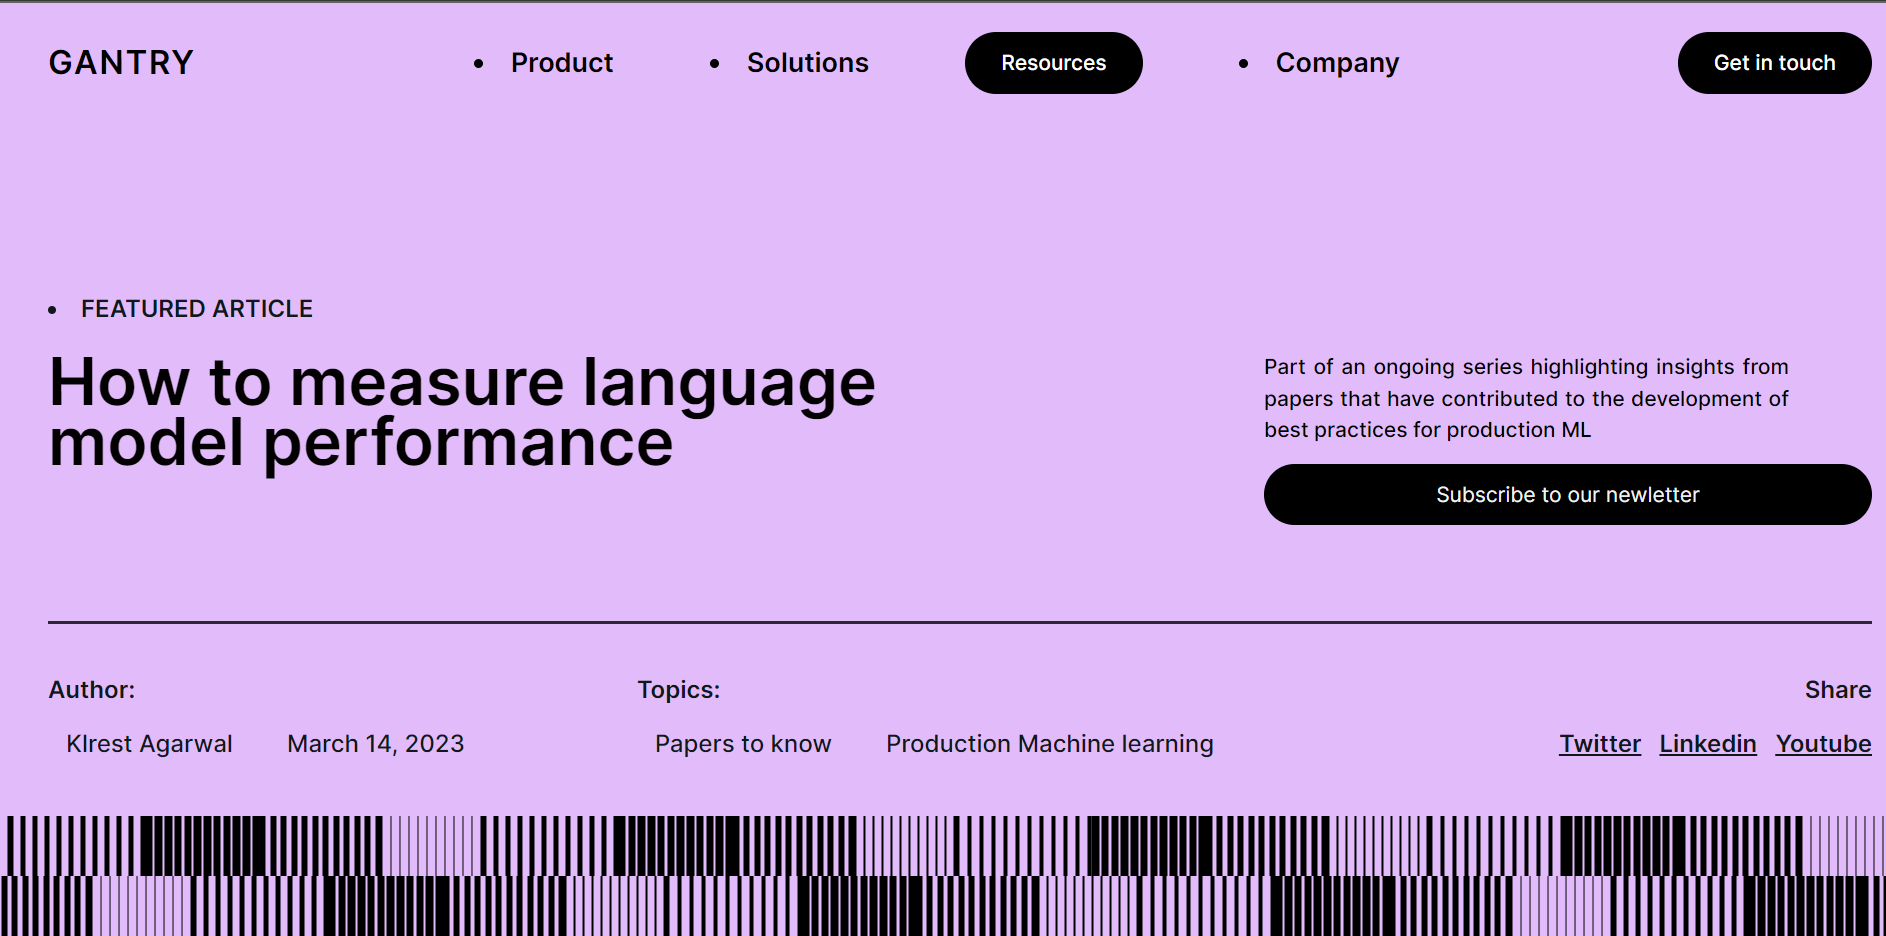 GANTRY
Product
Solutions
Resources
Company
Get in touch
FEATURED ARTICLE
How to measure language
model performance
Part of an ongoing series highlighting insights from
papers that have contributed to the development of
best practices for production ML
Subscribe to our newletter
Author:
KIrest Agarwal
March 14, 2023
Topics:
Papers to know
Production Machine learning
Share
Twitter
Linkedin
Youtube